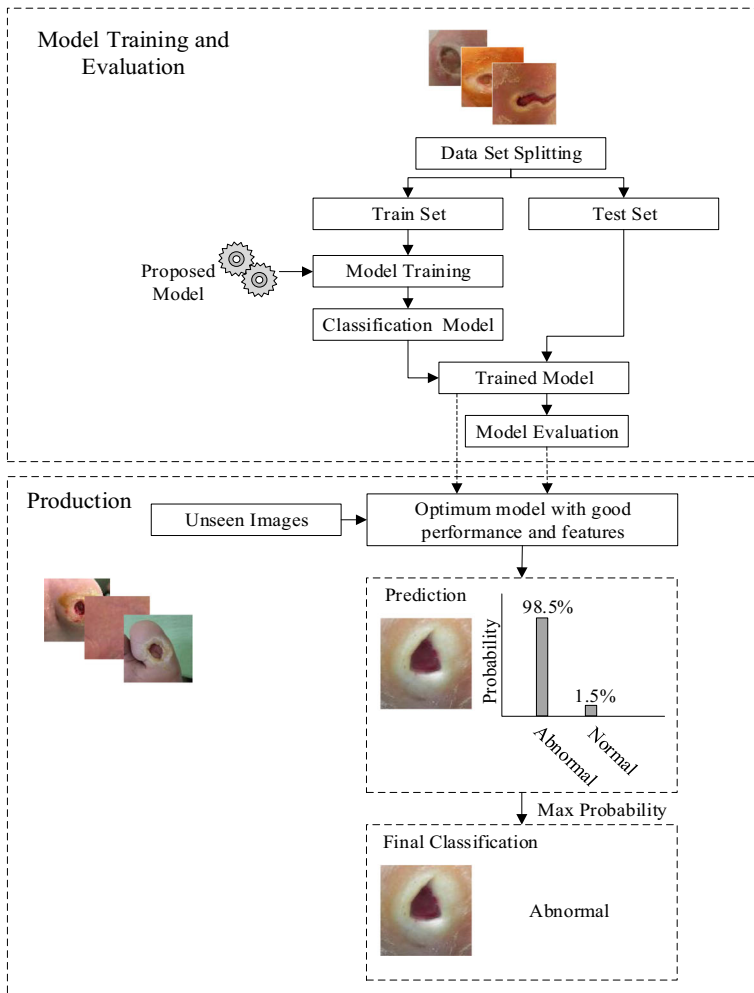 Model Training and
Evaluation
Data Set Splitting
Train Set
Test Set
Proposed
Model
Model Training
Classification Model
Trained Model
Model Evaluation
Production
Unseen Images
Optimum model with good
performance and features
Prediction
Probability
98.5%
1.5%
Abnormal
Normal
Max Probability
Final Classification
Abnormal